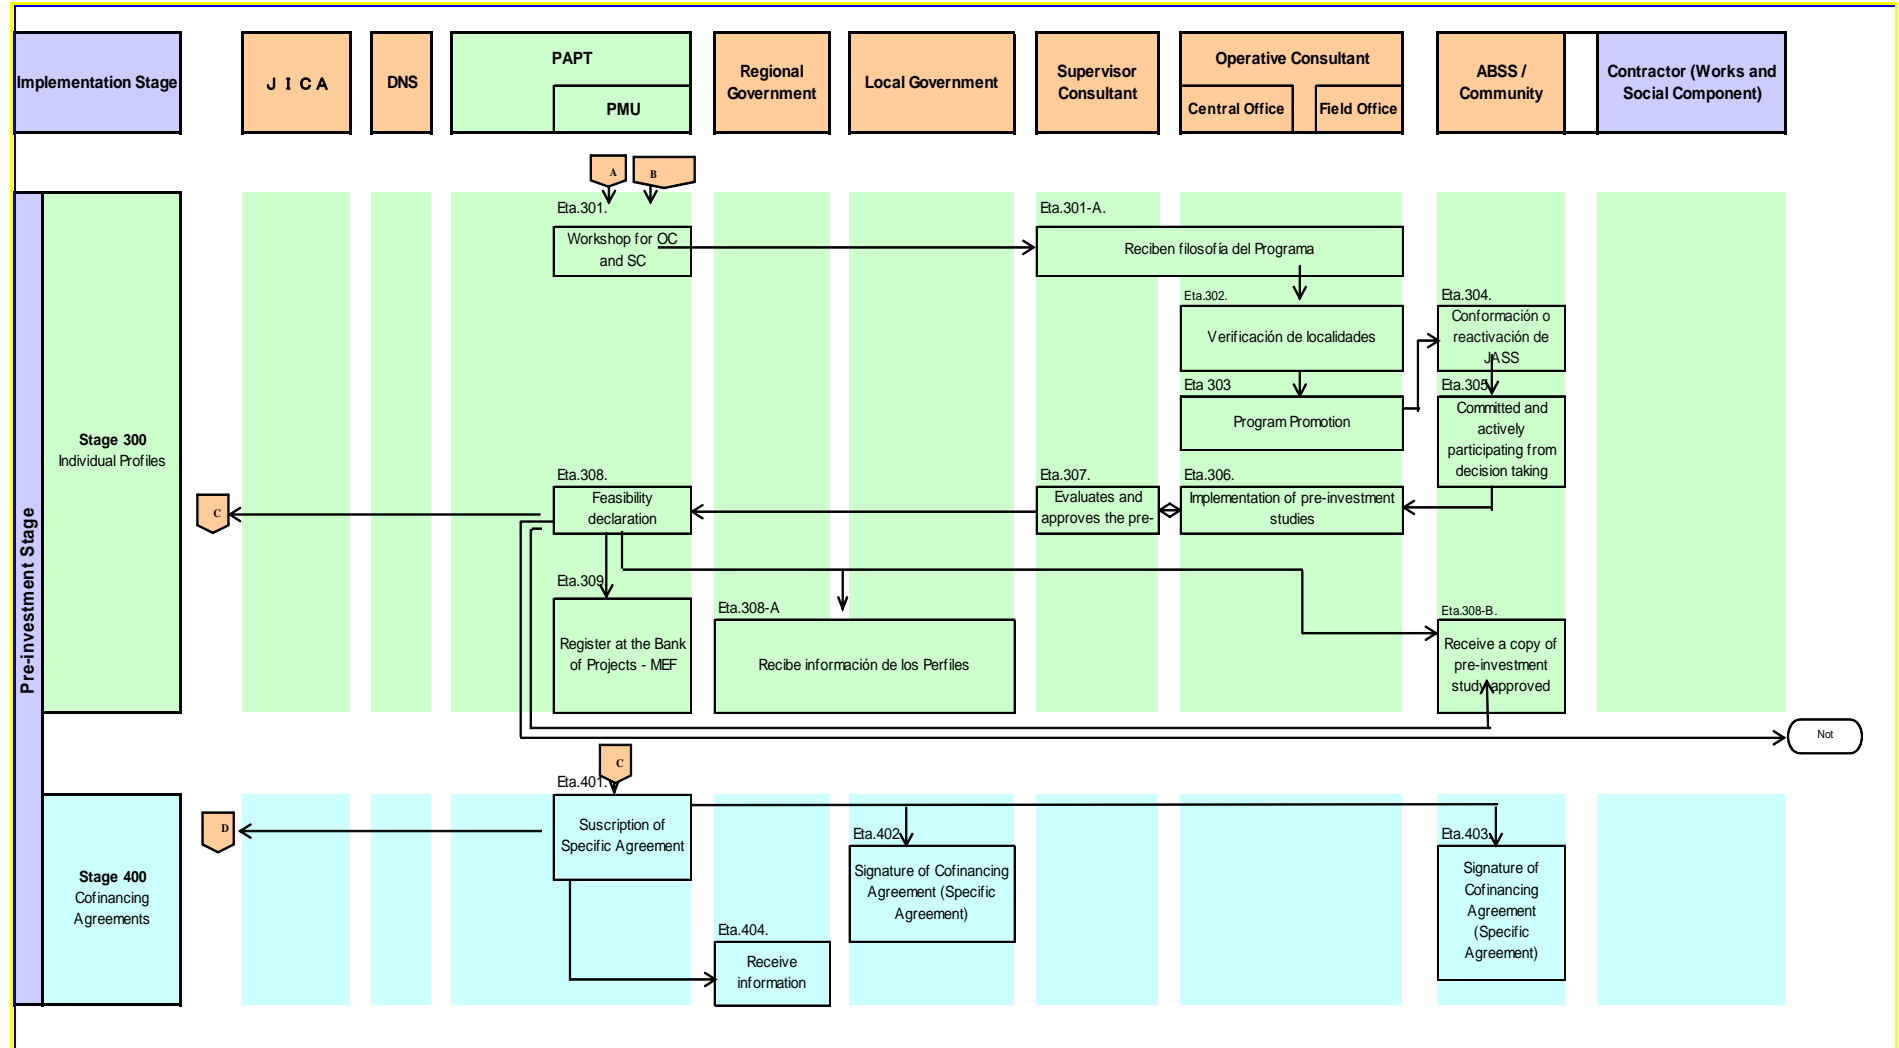 Implementation Stage
J I C A
DNS
PAPT
PMU
Regional
Government
Local Government
Supervisor
Consultant
Operative Consultant
Central Office
Field Office
ABSS /
Community
Contractor (Works and
Social Component)
A
B
Pre-investment Stage
Stage 300
Individual Profiles
Eta.301.
Workshop for OC
and SC
Eta.301-A.
Reciben filosofía del Programa
Eta.302.
Verificación de localidades
Eta 303
Program Promotion
Eta.304.
Conformación o
reactivación de
JASS
Eta.305
Committed and
actively
participating from
decision taking
Eta.306.
Implementation of pre-investment
studies
Eta.307.
Evaluates and
approves the pre-
Eta.308.
Feasibility
declaration
C
Eta.309
Register at the Bank
of Projects - MEF
Eta.308-A
Recibe información de los Perfiles
Eta.308-B.
Receive a copy of
pre-investment
study approved
Not
C
Stage 400
Cofinancing
Agreements
Eta.401.
Suscription of
Specific Agreement
D
Eta.402
Signature of Cofinancing
Agreement (Specific
Agreement)
Eta.403
Signature of
Cofinancing
Agreement
(Specific
Agreement)
Eta.404.
Receive
information